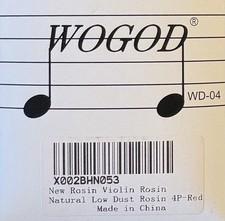 WOGOD
WD-04
X002BHN053
New Rosin Violin Rosin
Natural Low Dust Rosin 4P-Red
Made in China